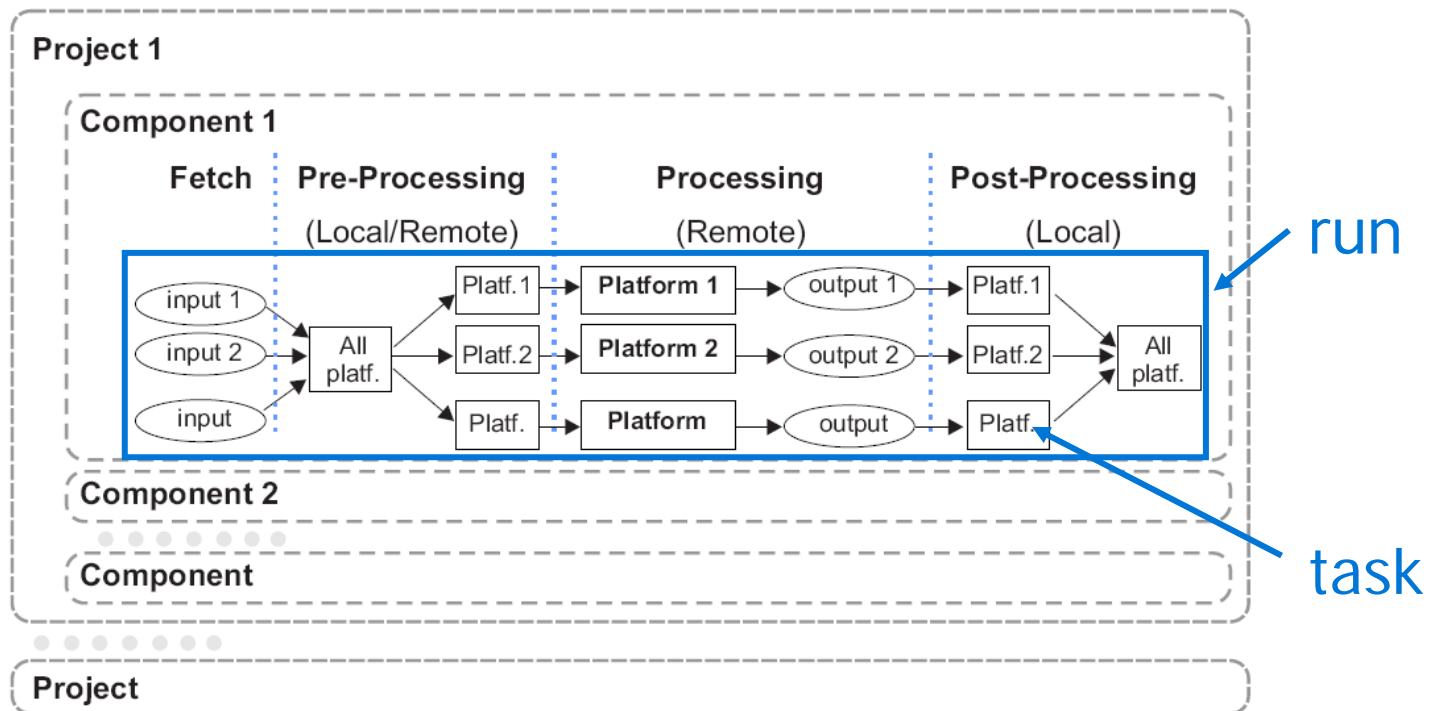 Project 1
Component 1
Fetch
Pre-Processing
Processing
Post-Processing
(Local/Remote)
(Remote)
(Local)
run
input 1
input 2
input
All
platf.
Platf.1
Platf.2
Platf.
Platform 1
Platform 2
Platform
output 1
output 2
output
Platf.1
Platf.2
Platf.
All
platf.
Component 2
Component
task
Project